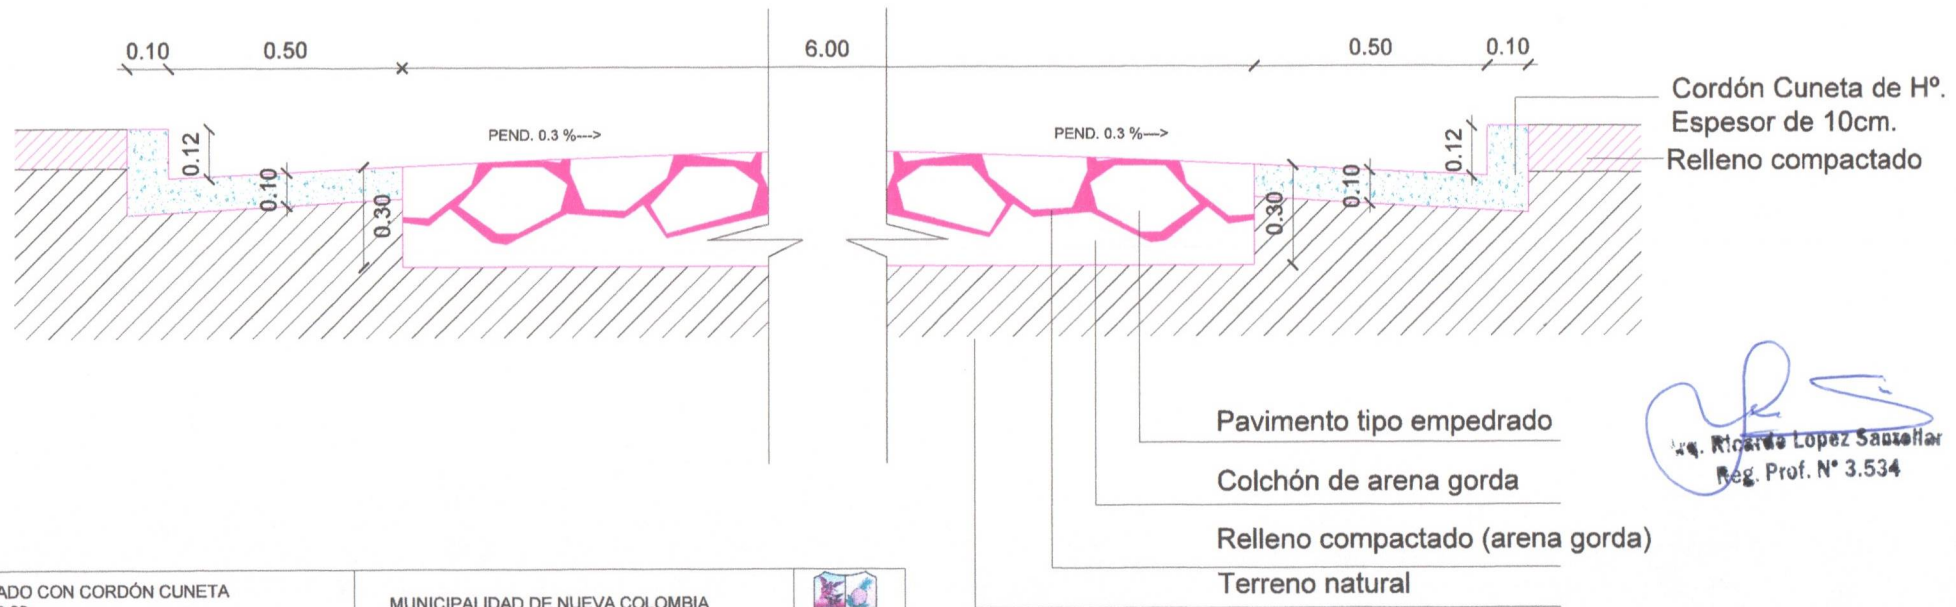 0.10 0.50 6.00 0.50 0.10
Cordón Cuneta de Hº.
Espesor de 10cm.
Relleno compactado
PEND. 0.3 %--->
PEND. 0.3 %--->
0.12
0.10
0.30
0.30
0.10
0.12
Pavimento tipo empedrado
Colchón de arena gorda
Relleno compactado (arena gorda)
Terreno natural
Ricardo Lopez
Reg. Prof. N° 3.534
ADO CON CORDÓN CUNETA
MUNICIPALIDAD DE NUEVA COLOMBIA